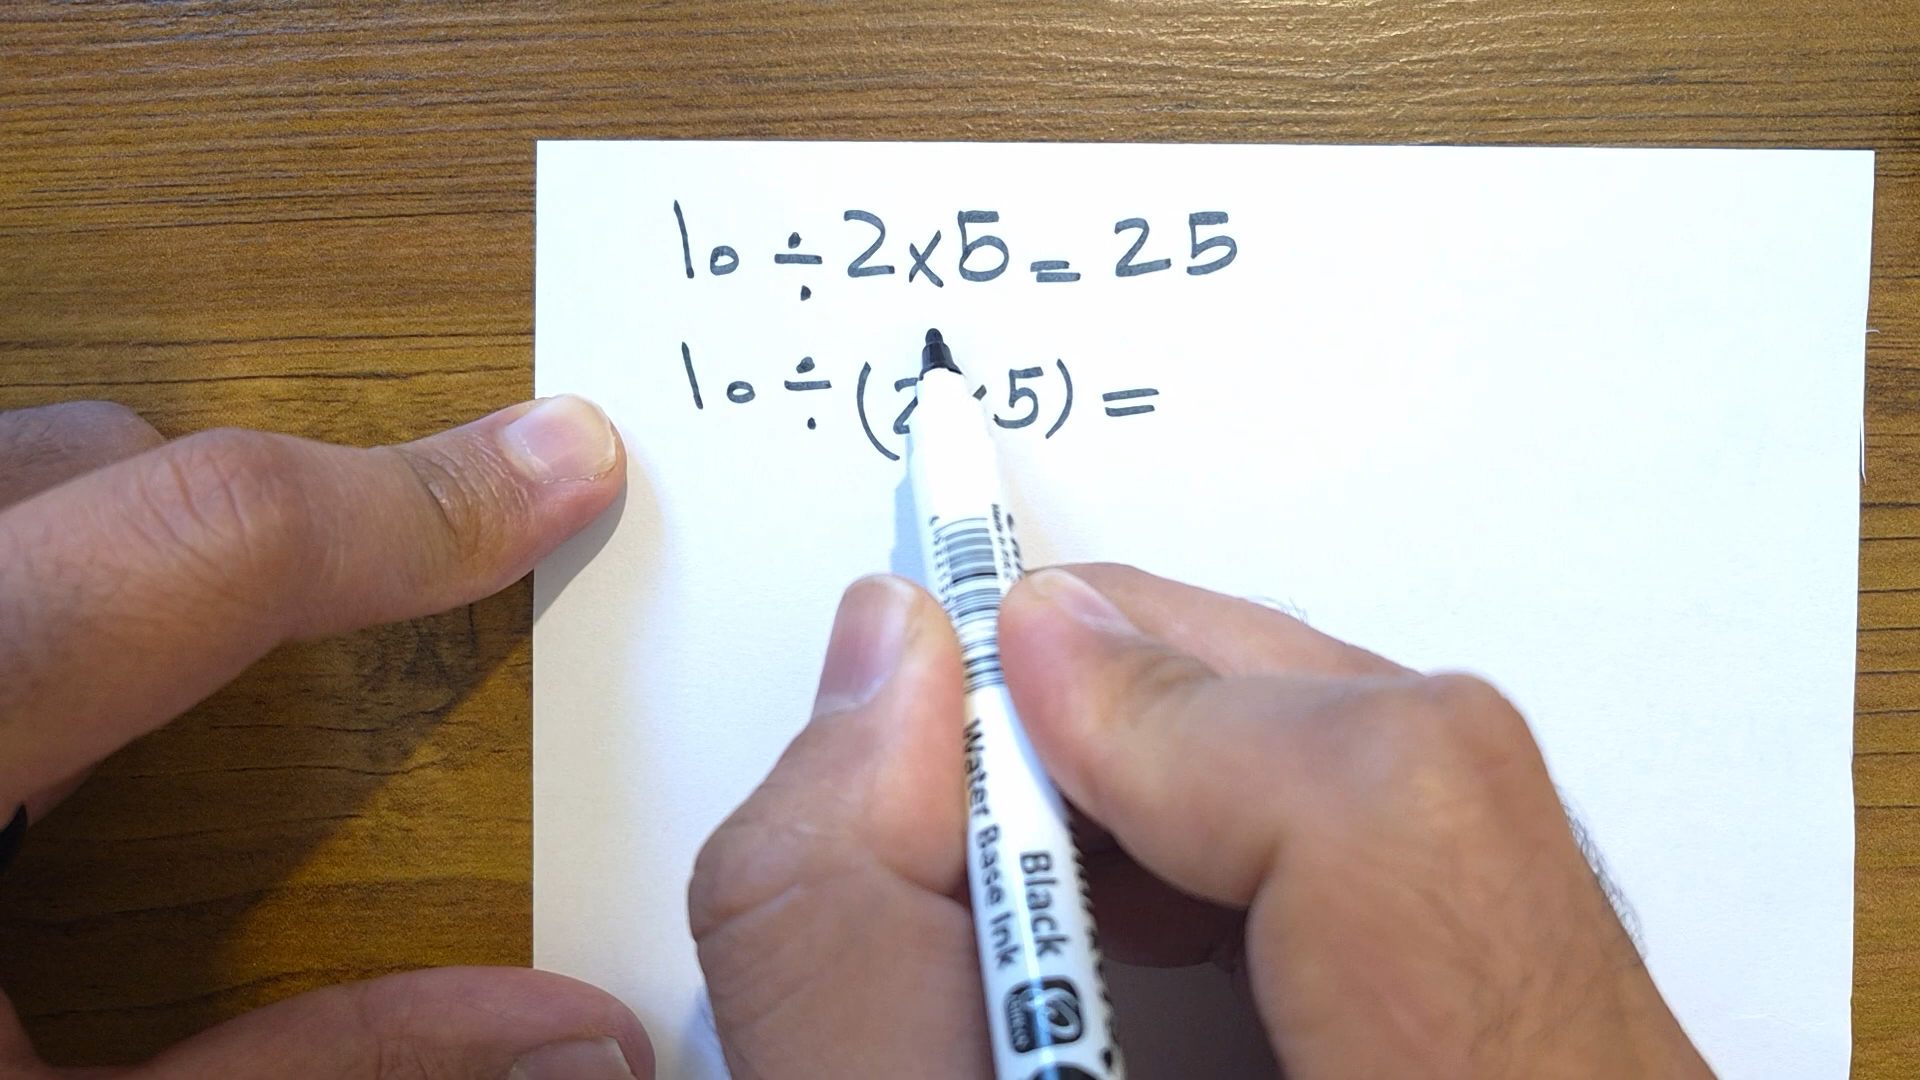 10 ÷ 2 × 5 = 25
10 ÷ (2 × 5) =
Black
Water Base Ink